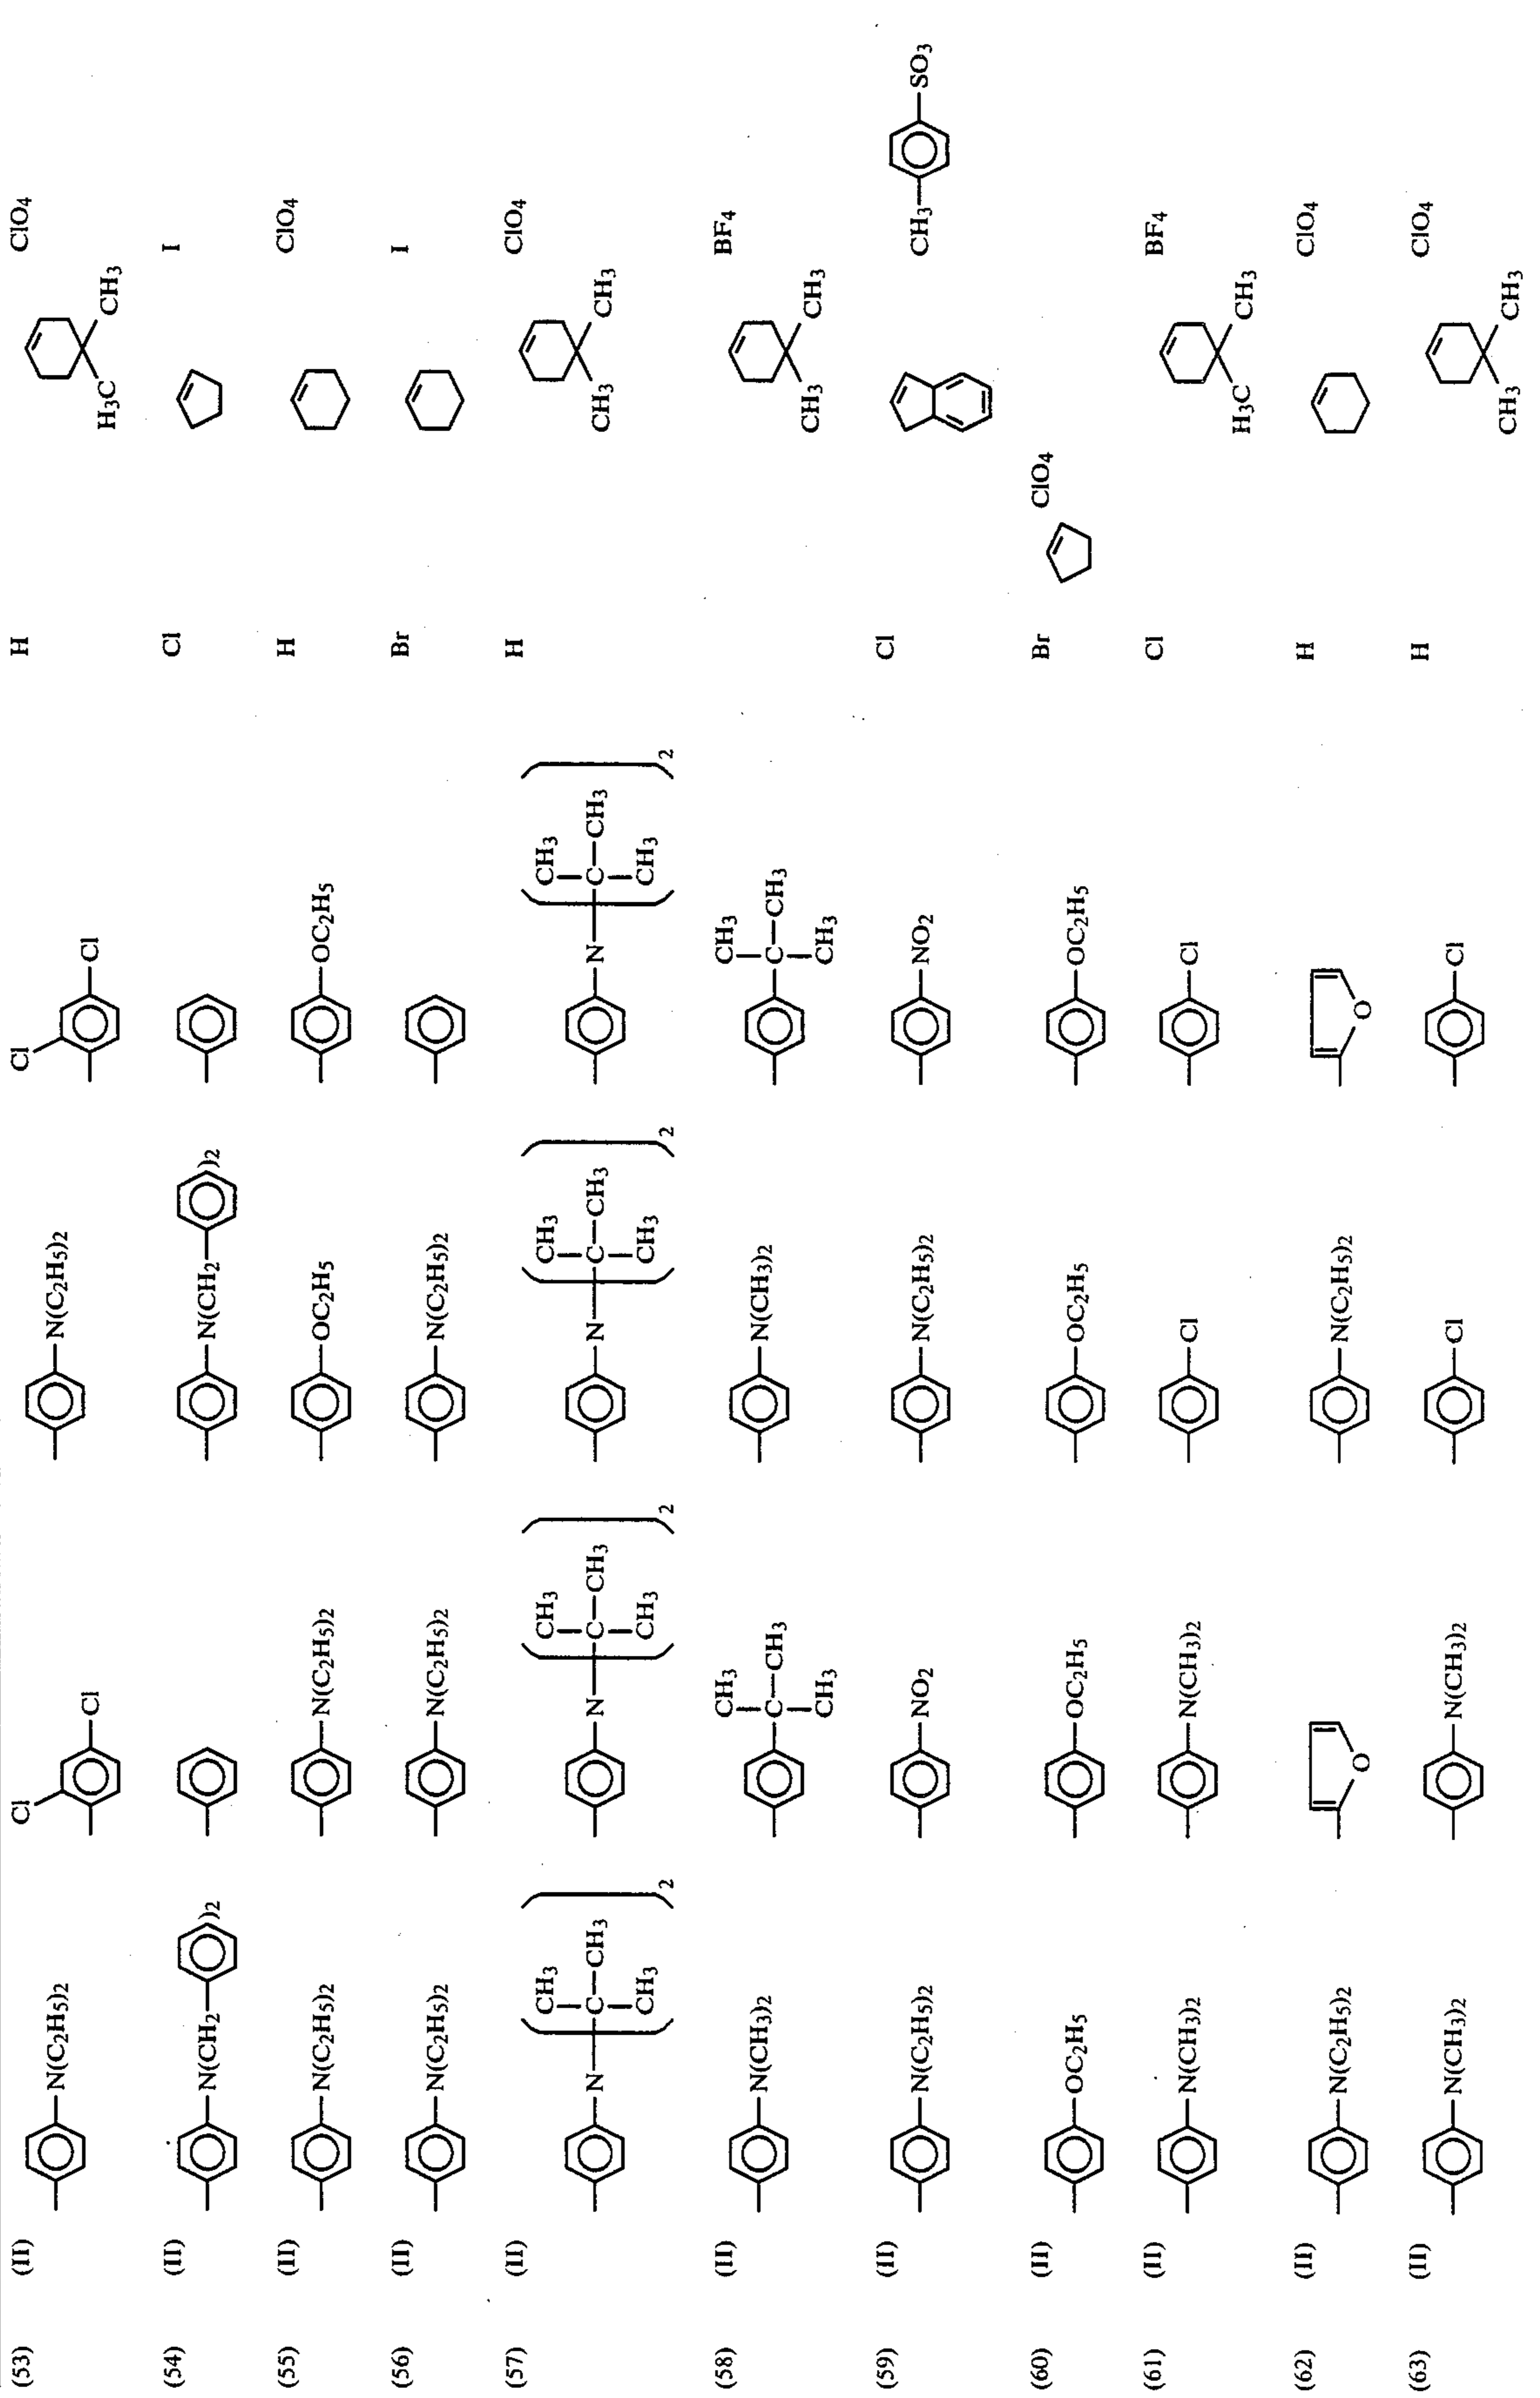 (53) (II) Cl Cl H ClO4
N(C2H5)2 Cl N(C2H5)2 Cl
H3C CH3
(54) (II) Cl I
N(CH2 )2 N(CH2 )2
(55) (II) H ClO4
N(C2H5)2 N(C2H5)2 OC2H5 OC2H5
(56) (II) Br I
N(C2H5)2 N(C2H5)2 N(C2H5)2
(57) (II) H ClO4
CH3 CH3 CH3 CH3
N ( C CH3 ) N ( C CH3 ) N ( C CH3 ) N ( C CH3 ) CH3 CH3
CH3 CH3 CH3 CH3
2 2 2 2
(58) (II) CH3 CH3 BF4
N(CH3)2 N(CH3)2
C CH3 C CH3
CH3 CH3 CH3 CH3
(59) (II) Cl
N(C2H5)2 NO2 N(C2H5)2 NO2 CH3 SO3
(60) (II) Br ClO4
OC2H5 OC2H5 OC2H5 OC2H5
(61) (II) Cl BF4
N(CH3)2 N(CH3)2 Cl Cl
H3C CH3
(62) (II) H ClO4
N(C2H5)2 N(C2H5)2
O O
(63) (II) H ClO4
N(CH3)2 N(CH3)2 Cl Cl
CH3 CH3